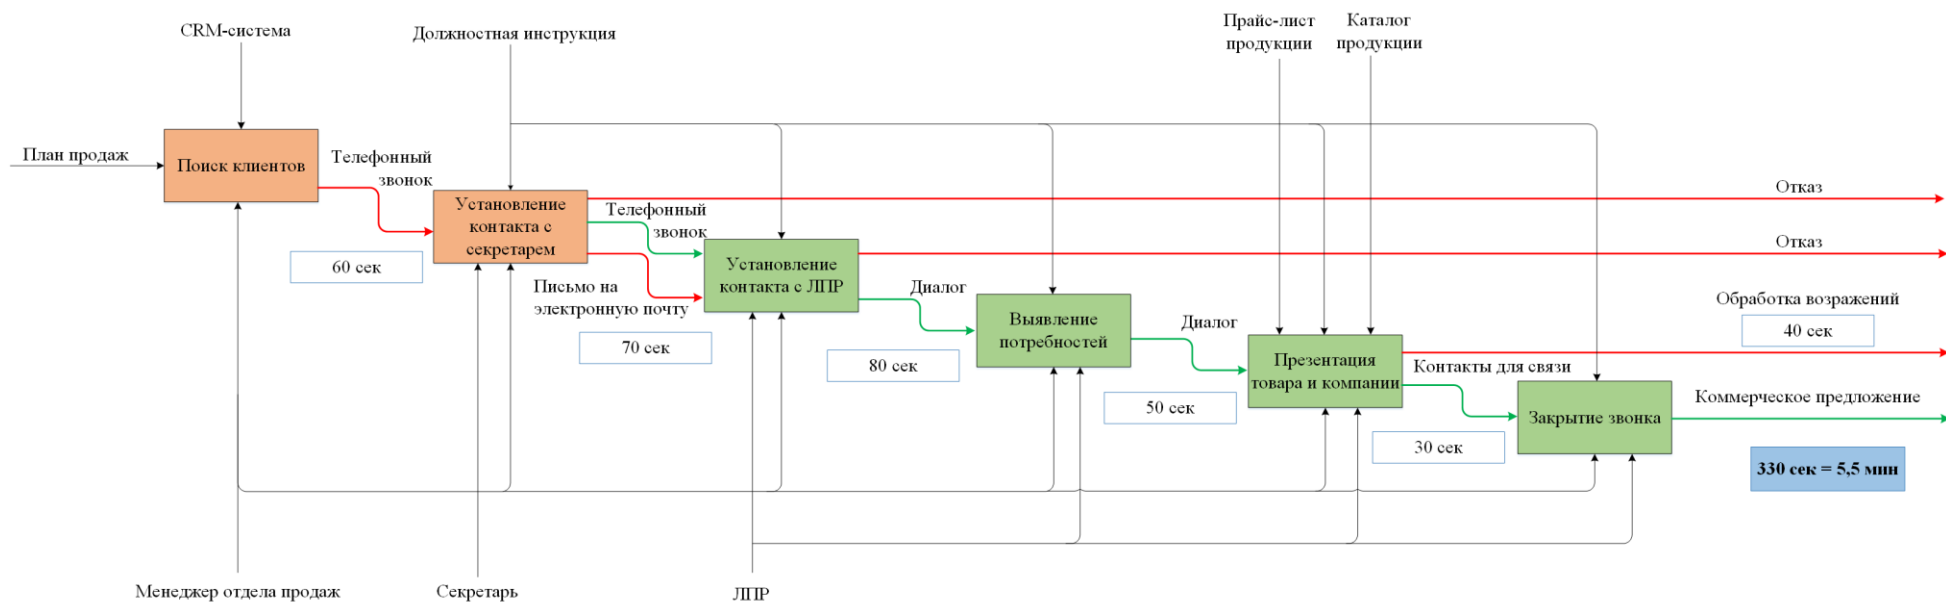 CRM-система
Должностная инструкция
Прайс-лист
продукции
Каталог
продукции
План продаж
Поиск клиентов
Телефонный
звонок
Установление
контакта с
секретарем
60 сек
Телефонный
звонок
Письмо на
электронную почту
Отказ
Отказ
Установление
контакта с ЛПР
70 сек
Диалог
Выявление
потребностей
80 сек
Диалог
Презентация
товара и компании
50 сек
Обработка возражений
40 сек
Контакты для связи
Закрытие звонка
30 сек
Коммерческое предложение
330 сек = 5,5 мин
Менеджер отдела продаж
Секретарь
ЛПР